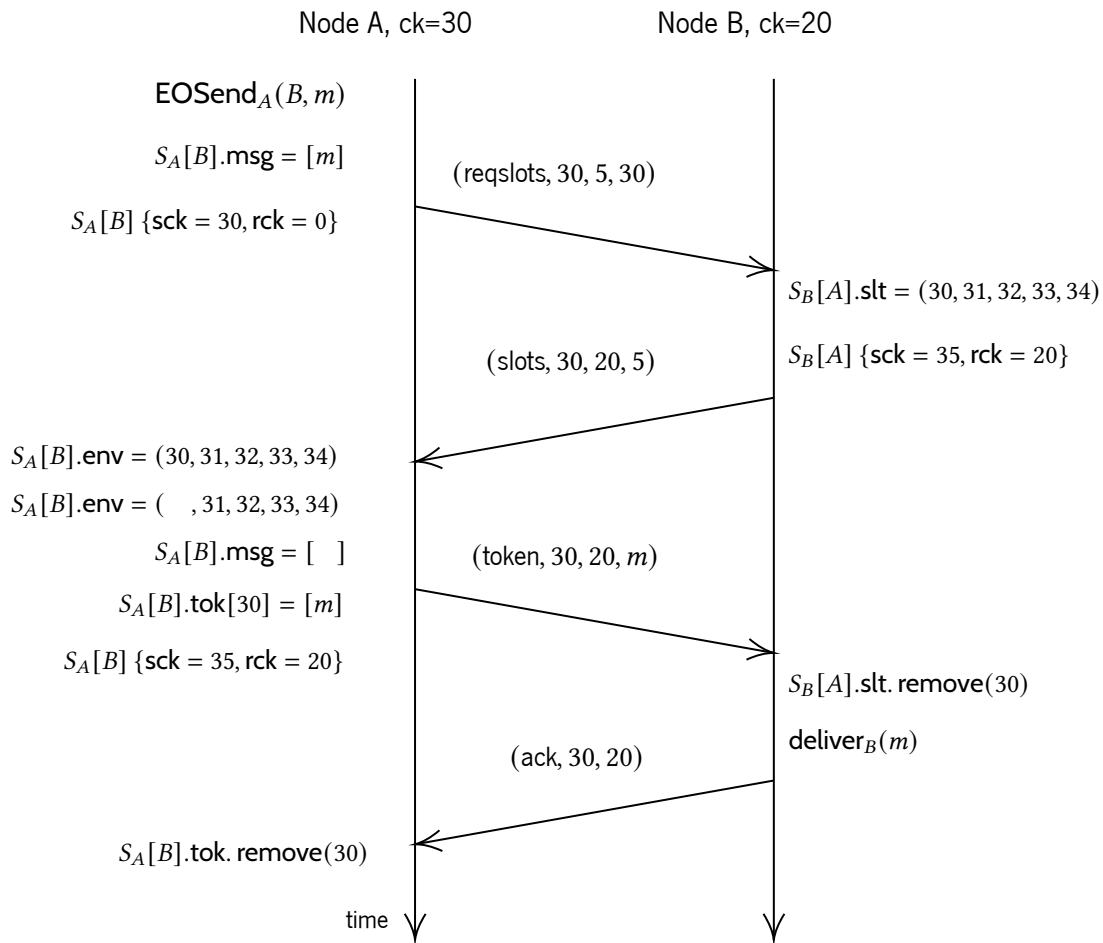 Node A, ck=30
Node B, ck=20
EOSend_A(B, m)
S_A[B].msg = [m]
(reqslots, 30, 5, 30)
S_A[B] {sck = 30, rck = 0}
S_B[A].slt = (30, 31, 32, 33, 34)
S_B[A] {sck = 35, rck = 20}
(slots, 30, 20, 5)
S_A[B].env = (30, 31, 32, 33, 34)
S_A[B].env = (   , 31, 32, 33, 34)
S_A[B].msg = [  ]
(token, 30, 20, m)
S_A[B].tok[30] = [m]
S_A[B] {sck = 35, rck = 20}
S_B[A].slt. remove(30)
deliver_B(m)
(ack, 30, 20)
S_A[B].tok. remove(30)
time